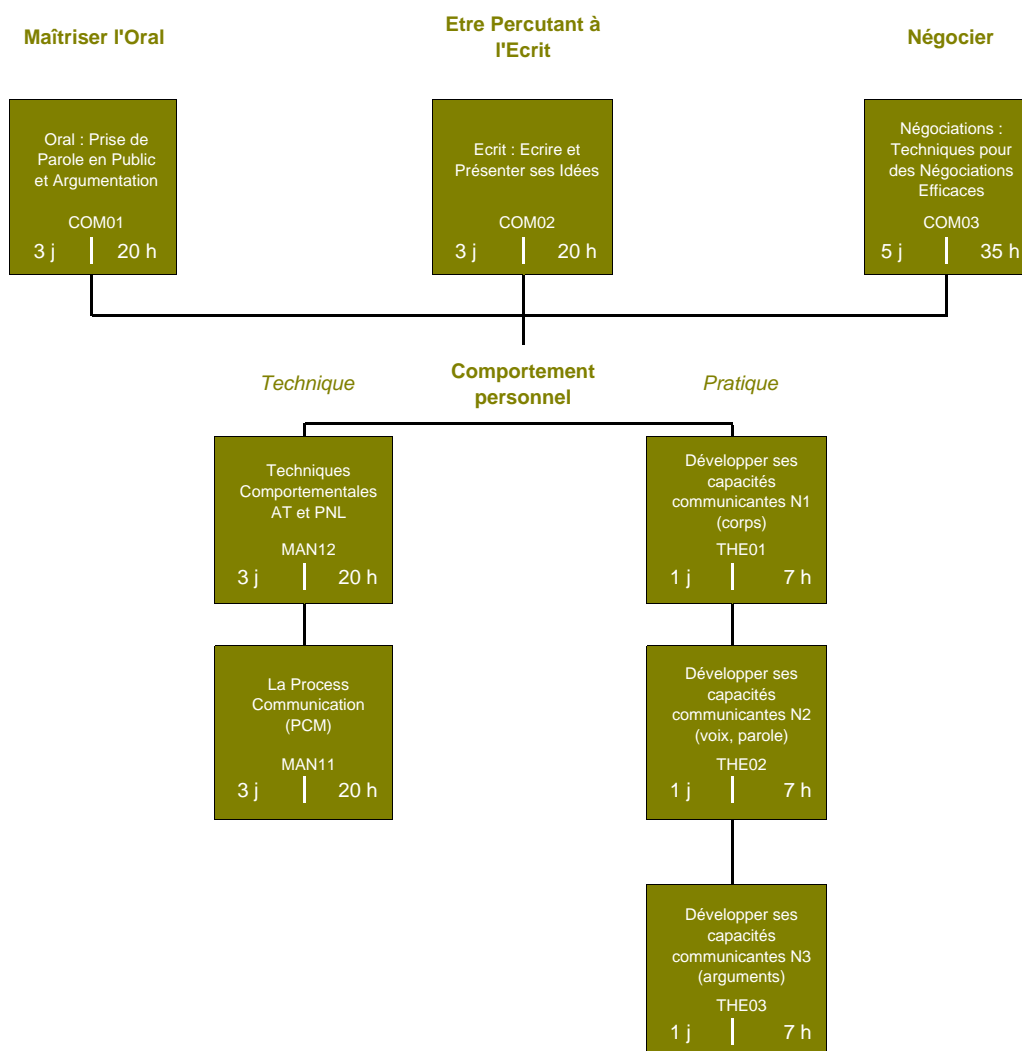 Maîtriser l'Oral
Etre Percutant à
l'Ecrit
Négocier
Oral : Prise de
Parole en Public
et Argumentation
COM01
3 j 20 h
Ecrit : Ecrire et
Présenter ses Idées
COM02
3 j 20 h
Négociations :
Techniques pour
des Négociations
Efficaces
COM03
5 j 35 h
Technique
Comportement
personnel
Pratique
Techniques
Comportementales
AT et PNL
MAN12
3 j 20 h
Développer ses
capacités
communicantes N1
(corps)
THE01
1 j 7 h
La Process
Communication
(PCM)
MAN11
3 j 20 h
Développer ses
capacités
communicantes N2
(voix, parole)
THE02
1 j 7 h
Développer ses
capacités
communicantes N3
(arguments)
THE03
1 j 7 h